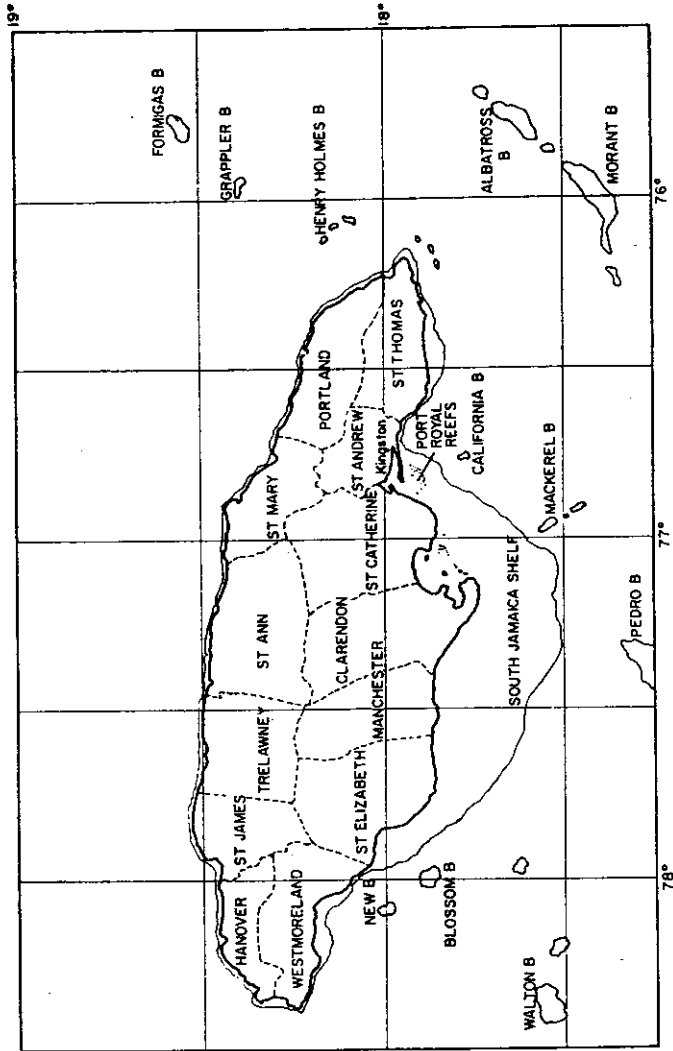 19°
18°
76°
77°
78°
FORMIGAS B
GRAPPLER B
HENRY HOLMES B
ALBATROSS
B
MORANT B
PORTLAND
ST THOMAS
ST ANDREW
Kingston
PORT
ROYAL
REEFS
CALIFORNIA B
ST MARY
ST CATHERINE
MACKEREL B
ST ANN
CLARENDON
SOUTH JAMAICA SHELF
PEDRO B
TRELAWNEY
MANCHESTER
ST JAMES
ST ELIZABETH
HANOVER
WESTMORELAND
NEW B
BLOSSOM B
WALTON B